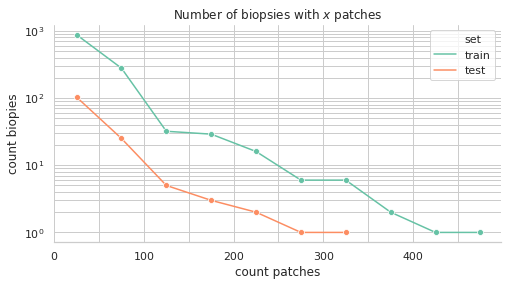 Number of biopsies with x patches
set
train
test
count biopies
10³
10²
10¹
10⁰
0
100
200
300
400
count patches